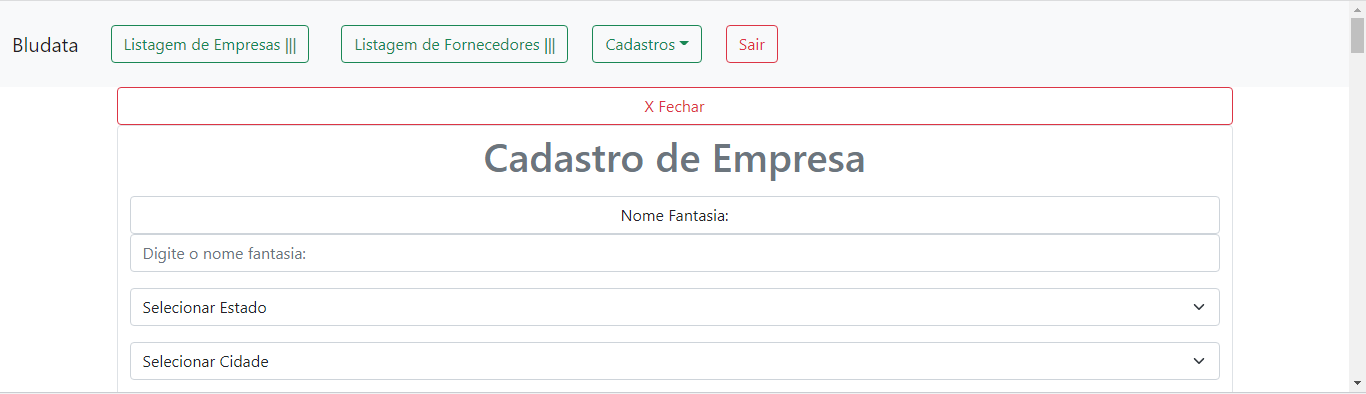 Bludata Listagem de Empresas ||| Listagem de Fornecedores ||| Cadastros Sair
X Fechar
Cadastro de Empresa
Nome Fantasia:
Digite o nome fantasia:
Selecionar Estado
Selecionar Cidade